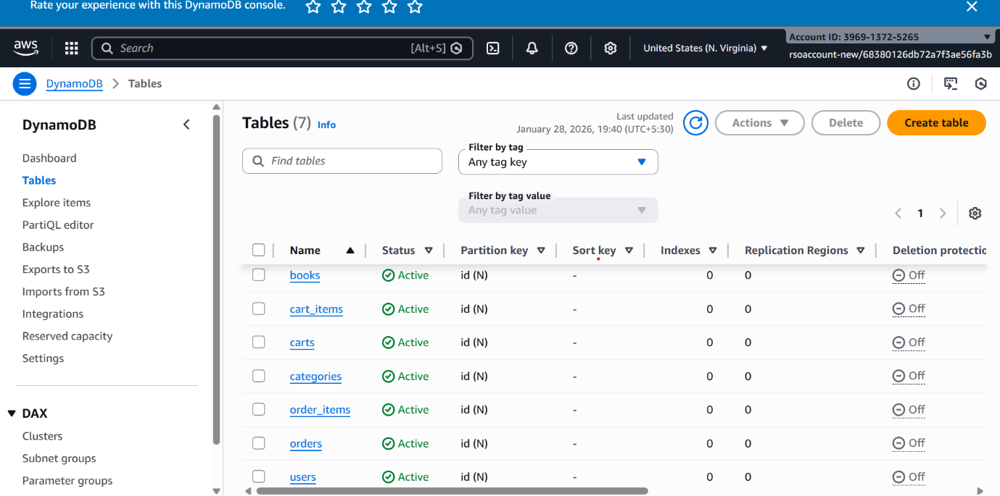 Rate your experience with this DynamoDB console.
aws
Search [Alt+S]
United States (N. Virginia)
Account ID: 3969-1372-5265
rsoaccount-new/68380126db72a7f3ae56fa3b
DynamoDB > Tables
DynamoDB
Dashboard
Tables
Explore items
PartiQL editor
Backups
Exports to S3
Imports from S3
Integrations
Reserved capacity
Settings
DAX
Clusters
Subnet groups
Parameter groups
Tables (7) Info
Last updated
January 28, 2026, 19:40 (UTC+5:30)
Actions
Delete
Create table
Find tables
Filter by tag
Any tag key
Filter by tag value
Any tag value
1
Name Status Partition key Sort key Indexes Replication Regions Deletion protectio
books Active id (N) - 0 0 Off
cart_items Active id (N) - 0 0 Off
carts Active id (N) - 0 0 Off
categories Active id (N) - 0 0 Off
order_items Active id (N) - 0 0 Off
orders Active id (N) - 0 0 Off
users Active id (N) - 0 0 Off